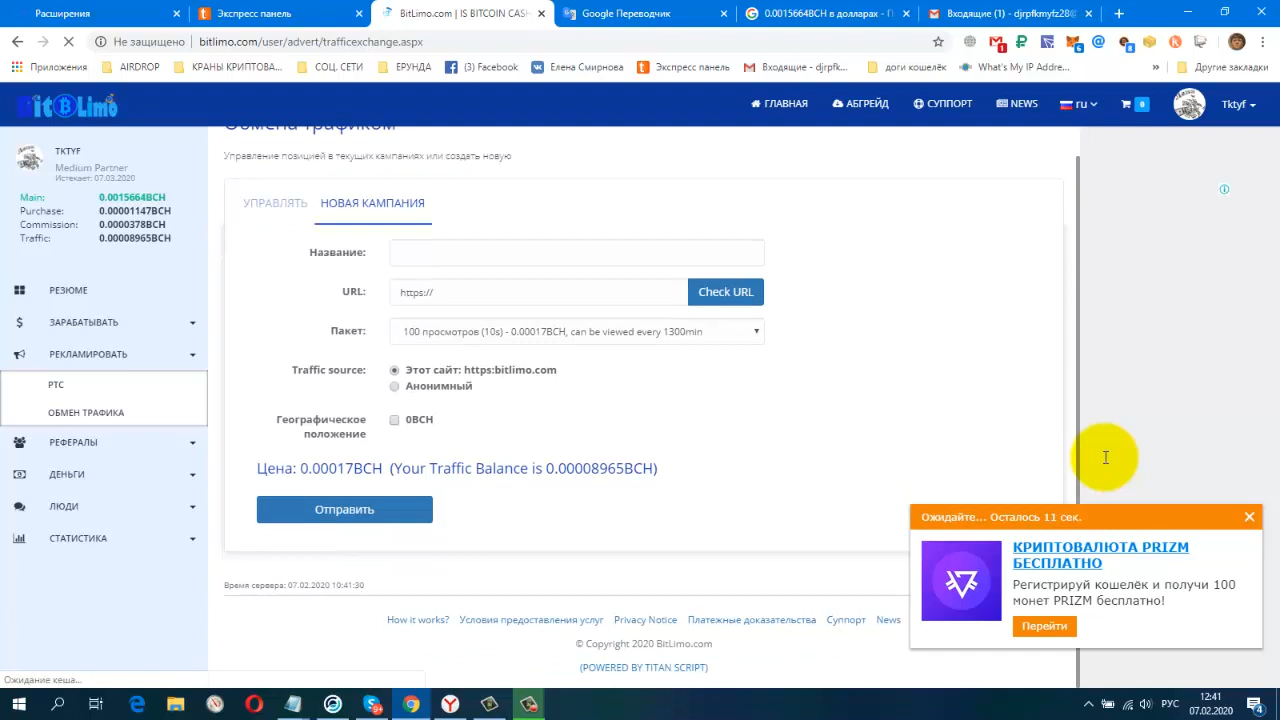 Express панель
Экспресс панель
BitLimo.com | IS BITCOIN CASH
Google Переводчик
0.0015664BCH в долларах - П
Входящие (1) - djrpfkmyfz28@
Не защищено
bitlimo.com/user/advert/trafficexchange.aspx
Приложения
AIRDROP
КРАНЫ КРИПТОВА...
СОЦ. СЕТИ
ЕРУНДА
(3) Facebook
Елена Смирнова
Экспресс панель
Входящие - djrpfk...
доги кошелёк
What's My IP Addre...
»
Другие закладки
BitLimo
ГЛАВНАЯ
АБГРЕЙД
СУППОРТ
NEWS
ru
0
Tktyf
TKTYF
Medium Partner
Истекает: 07.03.2020
Main: 0.0015664BCH
Purchase: 0.00001147BCH
Commission: 0.0000378BCH
Traffic: 0.00008965BCH
РЕЗЮМЕ
ЗАРАБАТЫВАТЬ
РЕКЛАМИРОВАТЬ
PTC
ОБМЕН ТРАФИКА
РЕФЕРАЛЫ
ДЕНЬГИ
ЛЮДИ
СТАТИСТИКА
Обмена трафиком
Управление позицией в текущих кампаниях или создать новую
УПРАВЛЯТЬ
НОВАЯ КАМПАНИЯ
Название:
URL:
https://
Check URL
Пакет:
100 просмотров (10s) - 0.00017BCH, can be viewed every 1300min
Traffic source:
Этот сайт: https:bitlimo.com
Анонимный
Географическое
положение
0BCH
Цена: 0.00017BCH (Your Traffic Balance is 0.00008965BCH)
Отправить
Время сервера: 07.02.2020 10:41:30
How it works?
Условия предоставления услуг
Privacy Notice
Платежные доказательства
Суппорт
News
© Copyright 2020 BitLimo.com
(POWERED BY TITAN SCRIPT)
Ожидайте... Осталось 11 сек.
КРИПТОВАЛЮТА PRIZM
БЕСПЛАТНО
Регистрируй кошелёк и получи 100
монет PRIZM бесплатно!
Перейти
Ожидание кеша...
РУС
12:41
07.02.2020
4